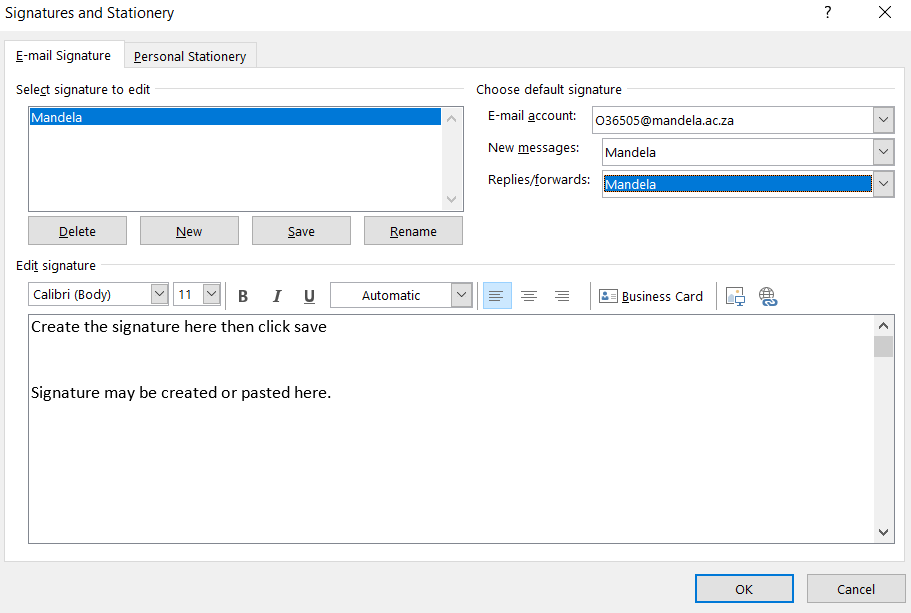 Signatures and Stationery
?
E-mail Signature
Personal Stationery
Select signature to edit
Mandela
Delete
New
Save
Rename
Choose default signature
E-mail account:
O36505@mandela.ac.za
New messages:
Mandela
Replies/forwards:
Mandela
Edit signature
Calibri (Body)
11
B
I
U
Automatic
Business Card
Create the signature here then click save
Signature may be created or pasted here.
OK
Cancel